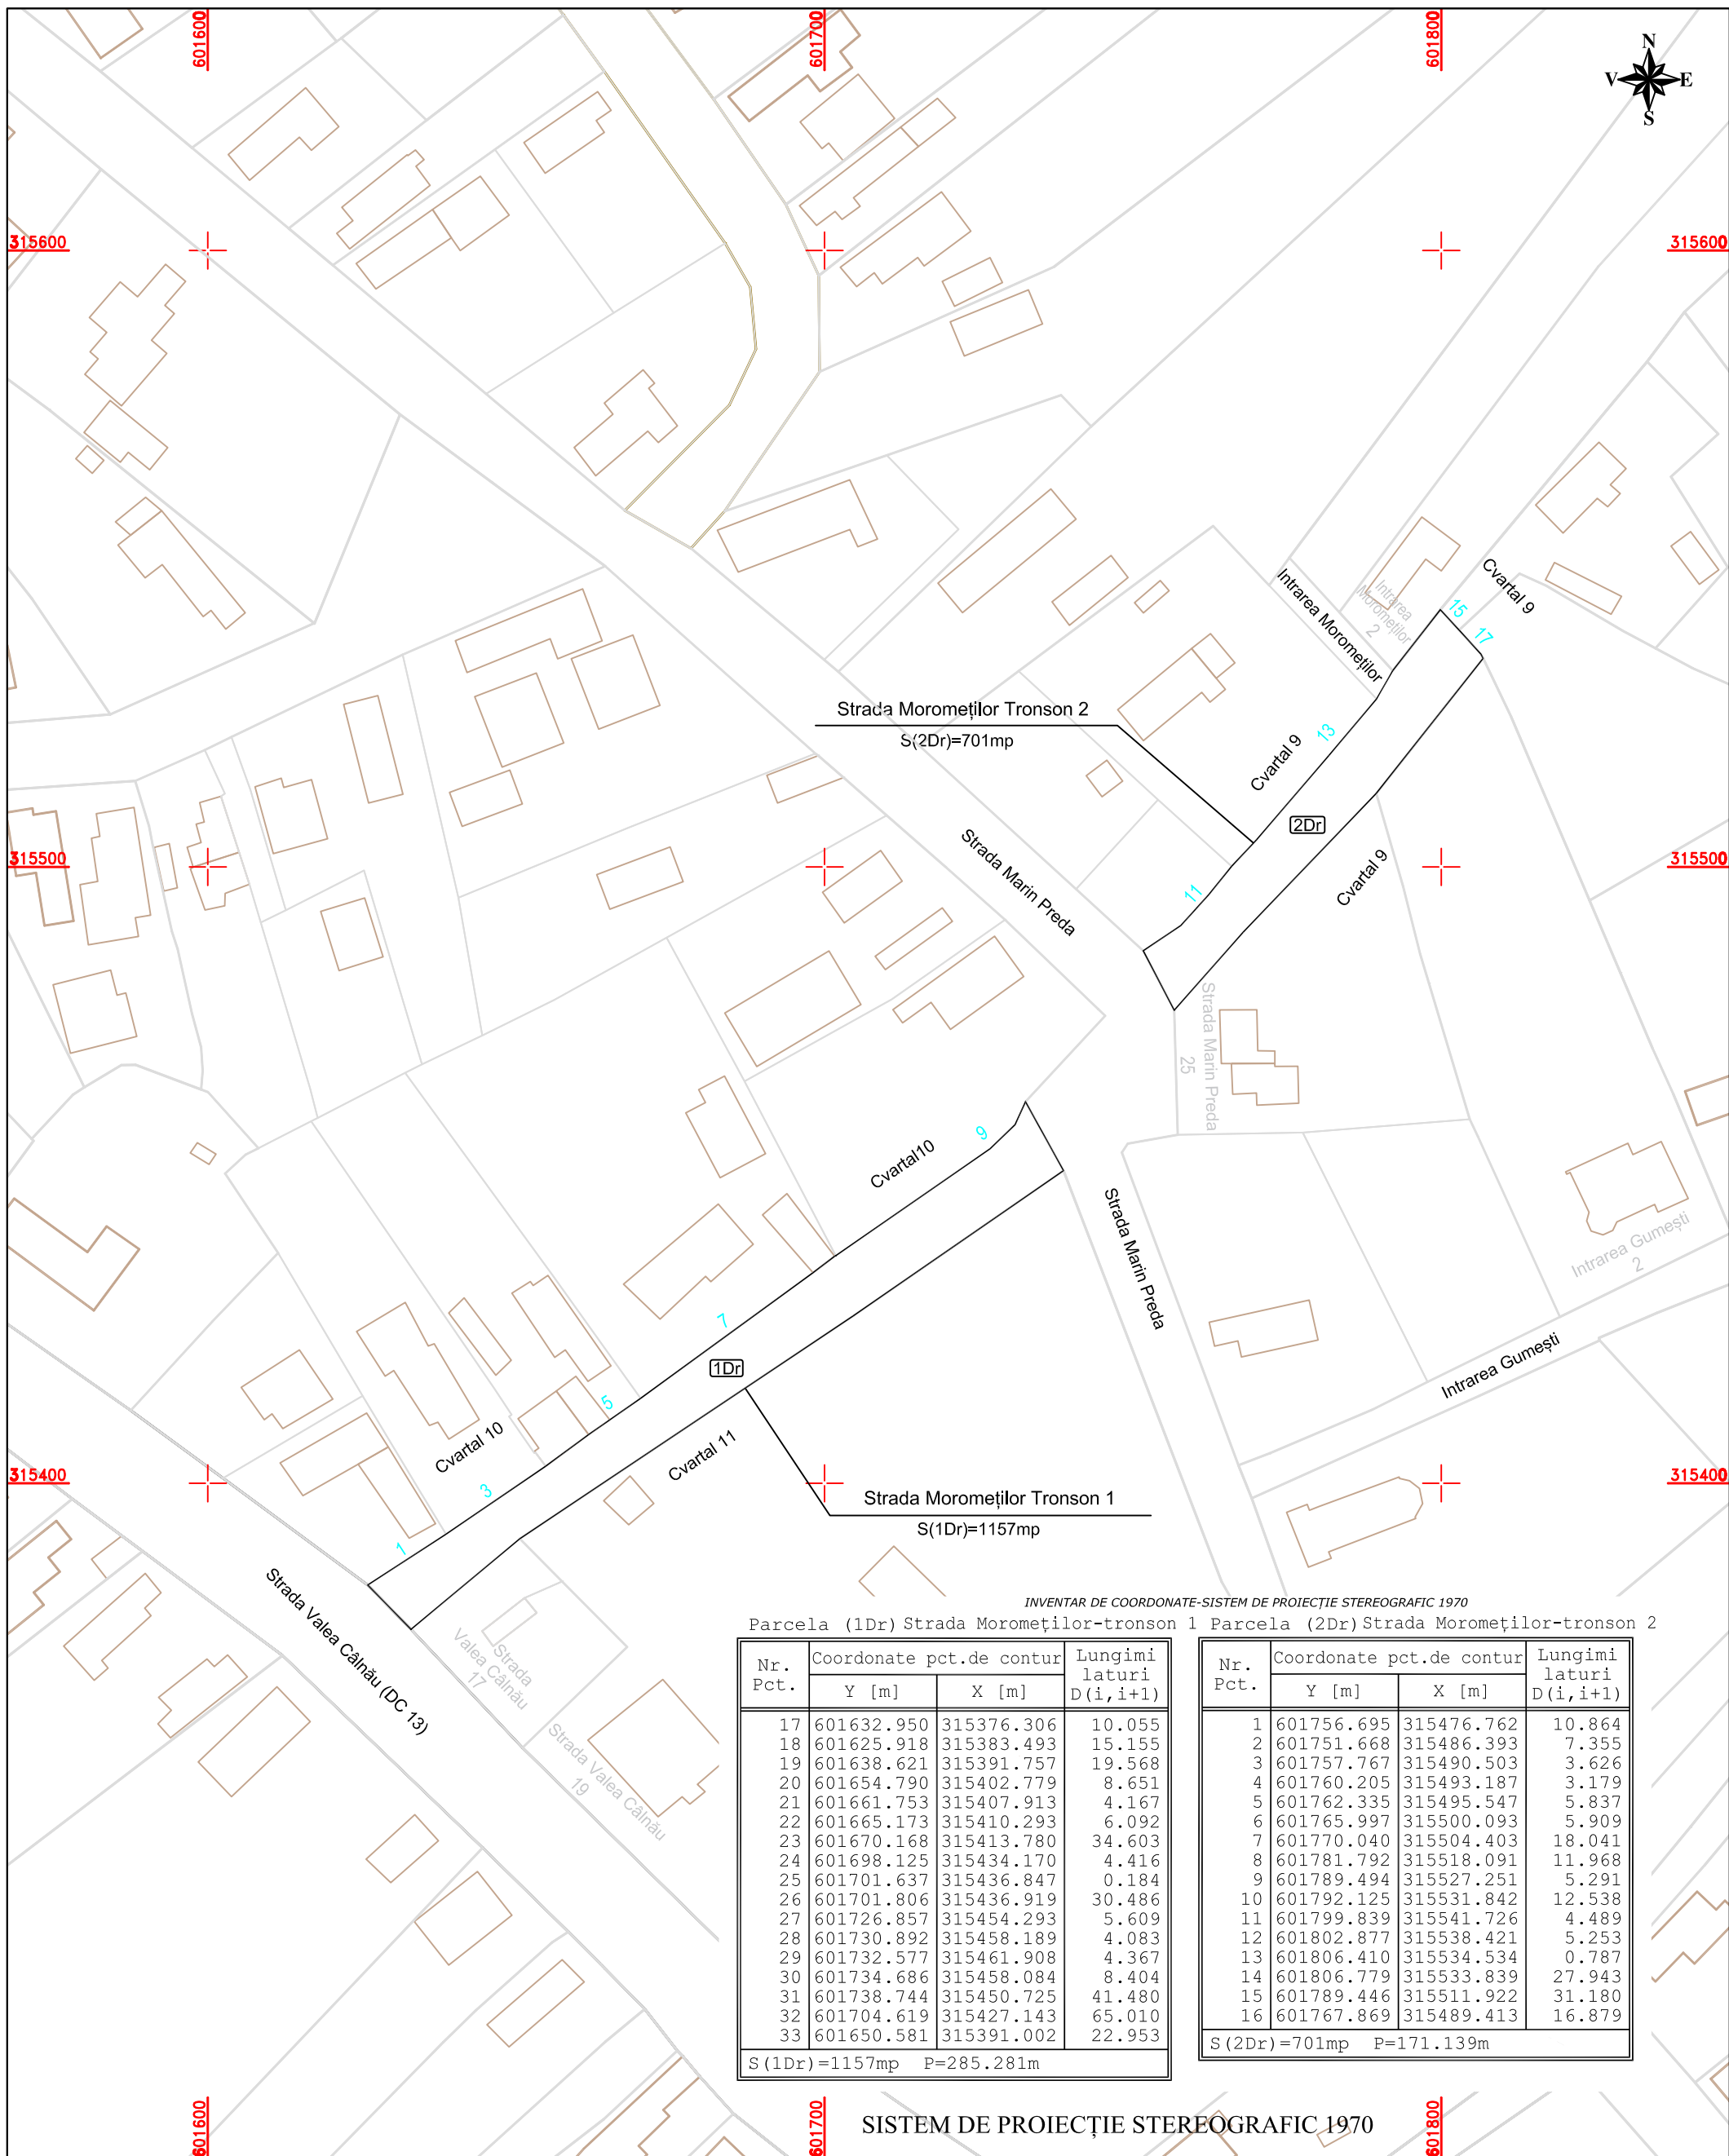 601600
601700
601800
N
V
E
S
315600
315600
Cvartal 9
15
17
Intrarea Moromeților
Intrarea
Moromeților
2
Strada Moromeților Tronson 2
S(2Dr)=701mp
13
Cvartal 9
2Dr
315500
315500
Strada Marin Preda
11
Cvartal 9
Strada Marin Preda
25
9
Cvartal10
Strada Marin Preda
Intrarea Gumești
2
7
1Dr
Intrarea Gumești
5
Cvartal 10
Cvartal 11
315400
315400
3
Strada Moromeților Tronson 1
S(1Dr)=1157mp
1
Strada Valea Câlnău (DC 13)
Strada
Valea Câlnău
17
Strada Valea Câlnău
19
INVENTAR DE COORDONATE-SISTEM DE PROIECȚIE STEREOGRAFIC 1970
Parcela (1Dr) Strada Moromeților-tronson 1
Nr. Pct. Coordonate pct.de contur Lungimi laturi D(i,i+1)
Y [m] X [m]
17 601632.950 315376.306 10.055
18 601625.918 315383.493 15.155
19 601638.621 315391.757 19.568
20 601654.790 315402.779 8.651
21 601661.753 315407.913 4.167
22 601665.173 315410.293 6.092
23 601670.168 315413.780 34.603
24 601698.125 315434.170 4.416
25 601701.637 315436.847 0.184
26 601701.806 315436.919 30.486
27 601726.857 315454.293 5.609
28 601730.892 315458.189 4.083
29 601732.577 315461.908 4.367
30 601734.686 315458.084 8.404
31 601738.744 315450.725 41.480
32 601704.619 315427.143 65.010
33 601650.581 315391.002 22.953
S(1Dr)=1157mp P=285.281m
Parcela (2Dr) Strada Moromeților-tronson 2
Nr. Pct. Coordonate pct.de contur Lungimi laturi D(i,i+1)
Y [m] X [m]
1 601756.695 315476.762 10.864
2 601751.668 315486.393 7.355
3 601757.767 315490.503 3.626
4 601760.205 315493.187 3.179
5 601762.335 315495.547 5.837
6 601765.997 315500.093 5.909
7 601770.040 315504.403 18.041
8 601781.792 315518.091 11.968
9 601789.494 315527.251 5.291
10 601792.125 315531.842 12.538
11 601799.839 315541.726 4.489
12 601802.877 315538.421 5.253
13 601806.410 315534.534 0.787
14 601806.779 315533.839 27.943
15 601789.446 315511.922 31.180
16 601767.869 315489.413 16.879
S(2Dr)=701mp P=171.139m
601600
601700
601800
SISTEM DE PROIECȚIE STEREOGRAFIC 1970